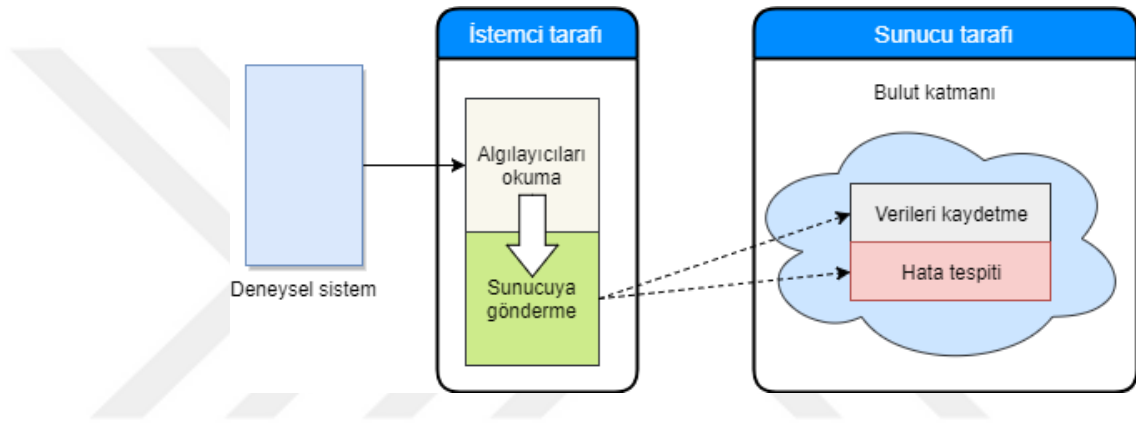 İstemci tarafı
Sunucu tarafı
Bulut katmanı
Algılayıcıları
okuma
Verileri kaydetme
Hata tespiti
Sunucuya
gönderme
Deneysel sistem